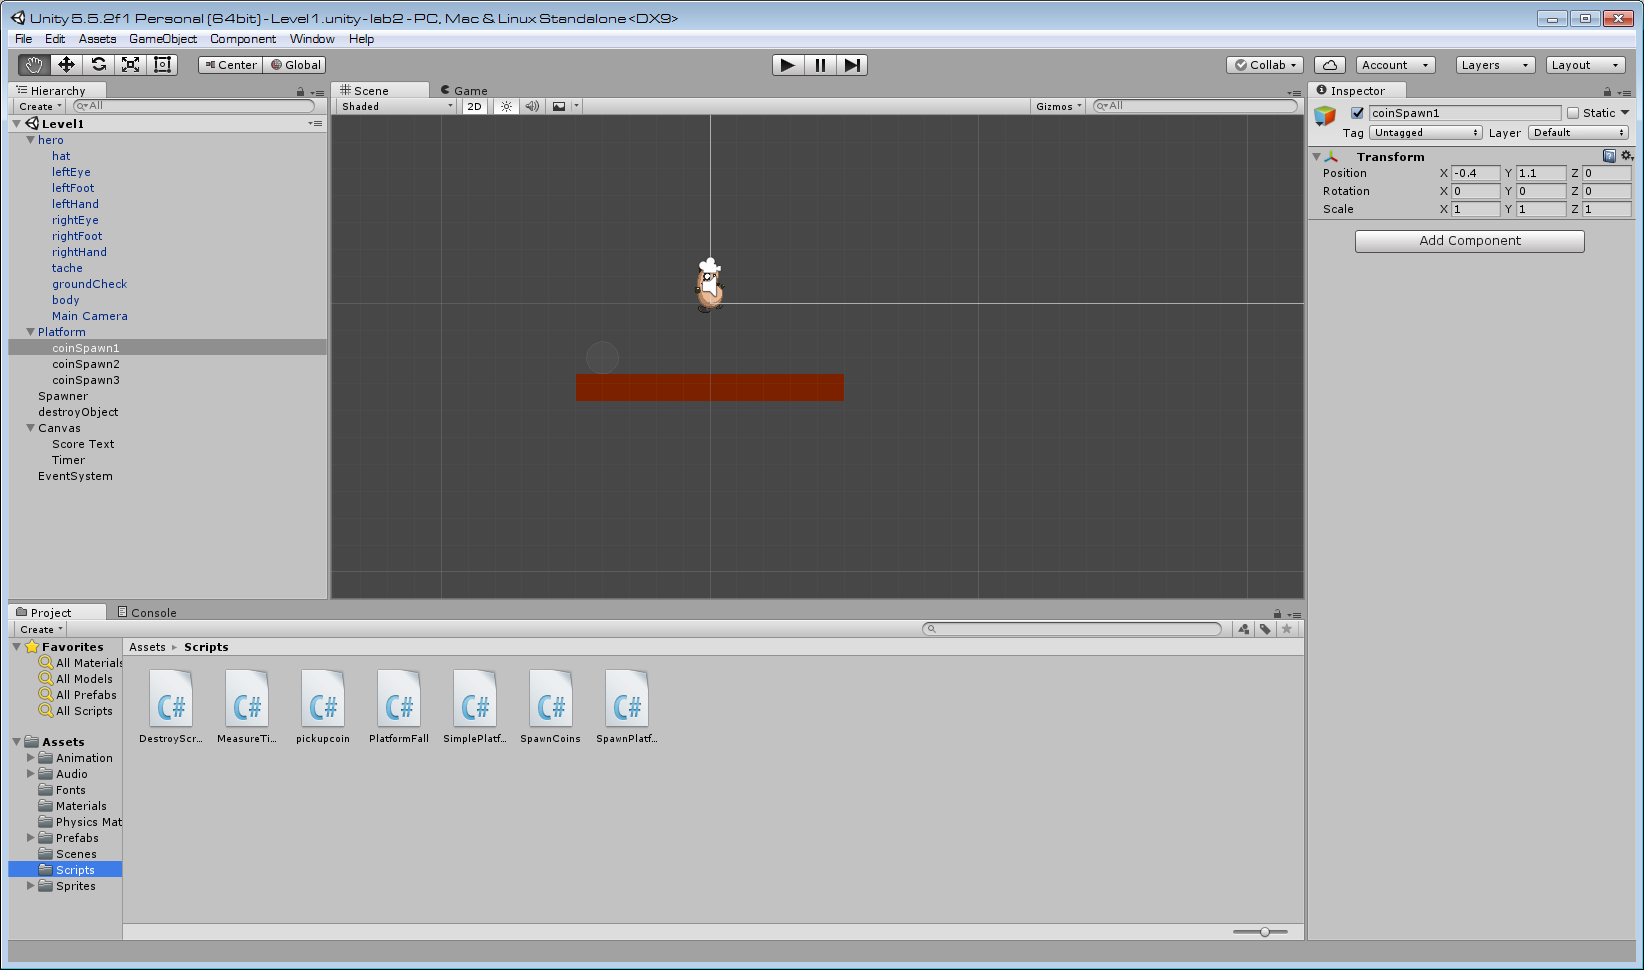 Unity 5.5.2f1 Personal (64bit) - Level1.unity - lab2 - PC, Mac & Linux Standalone <DX9>
File Edit Assets GameObject Component Window Help
Center Global Collab Account Layers Layout
Hierarchy
Create All
Level1
hero
hat
leftEye
leftFoot
leftHand
rightEye
rightFoot
rightHand
tache
groundCheck
body
Main Camera
Platform
coinSpawn1
coinSpawn2
coinSpawn3
Spawner
destroyObject
Canvas
Score Text
Timer
EventSystem
Scene Game
Shaded 2D Gizmos All
Inspector
coinSpawn1 Static
Tag Untagged Layer Default
Transform
Position X -0.4 Y 1.1 Z 0
Rotation X 0 Y 0 Z 0
Scale X 1 Y 1 Z 1
Add Component
Project Console
Create
Favorites
All Materials
All Models
All Prefabs
All Scripts
Assets
Animation
Audio
Fonts
Materials
Physics Mat
Prefabs
Scenes
Scripts
Sprites
Assets Scripts
C# C# C# C# C# C# C#
DestroyScr... MeasureTi... pickupcoin PlatformFall SimplePlatf... SpawnCoins SpawnPlatf...